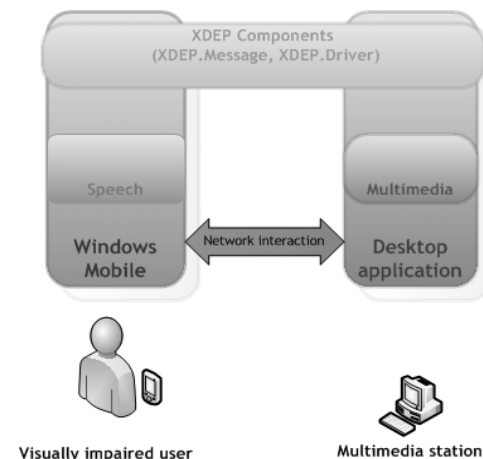 XDEP Components
(XDEP.Message, XDEP.Driver)
Speech
Multimedia
Network interaction
Windows
Mobile
Desktop
application
Visually impaired user
Multimedia station